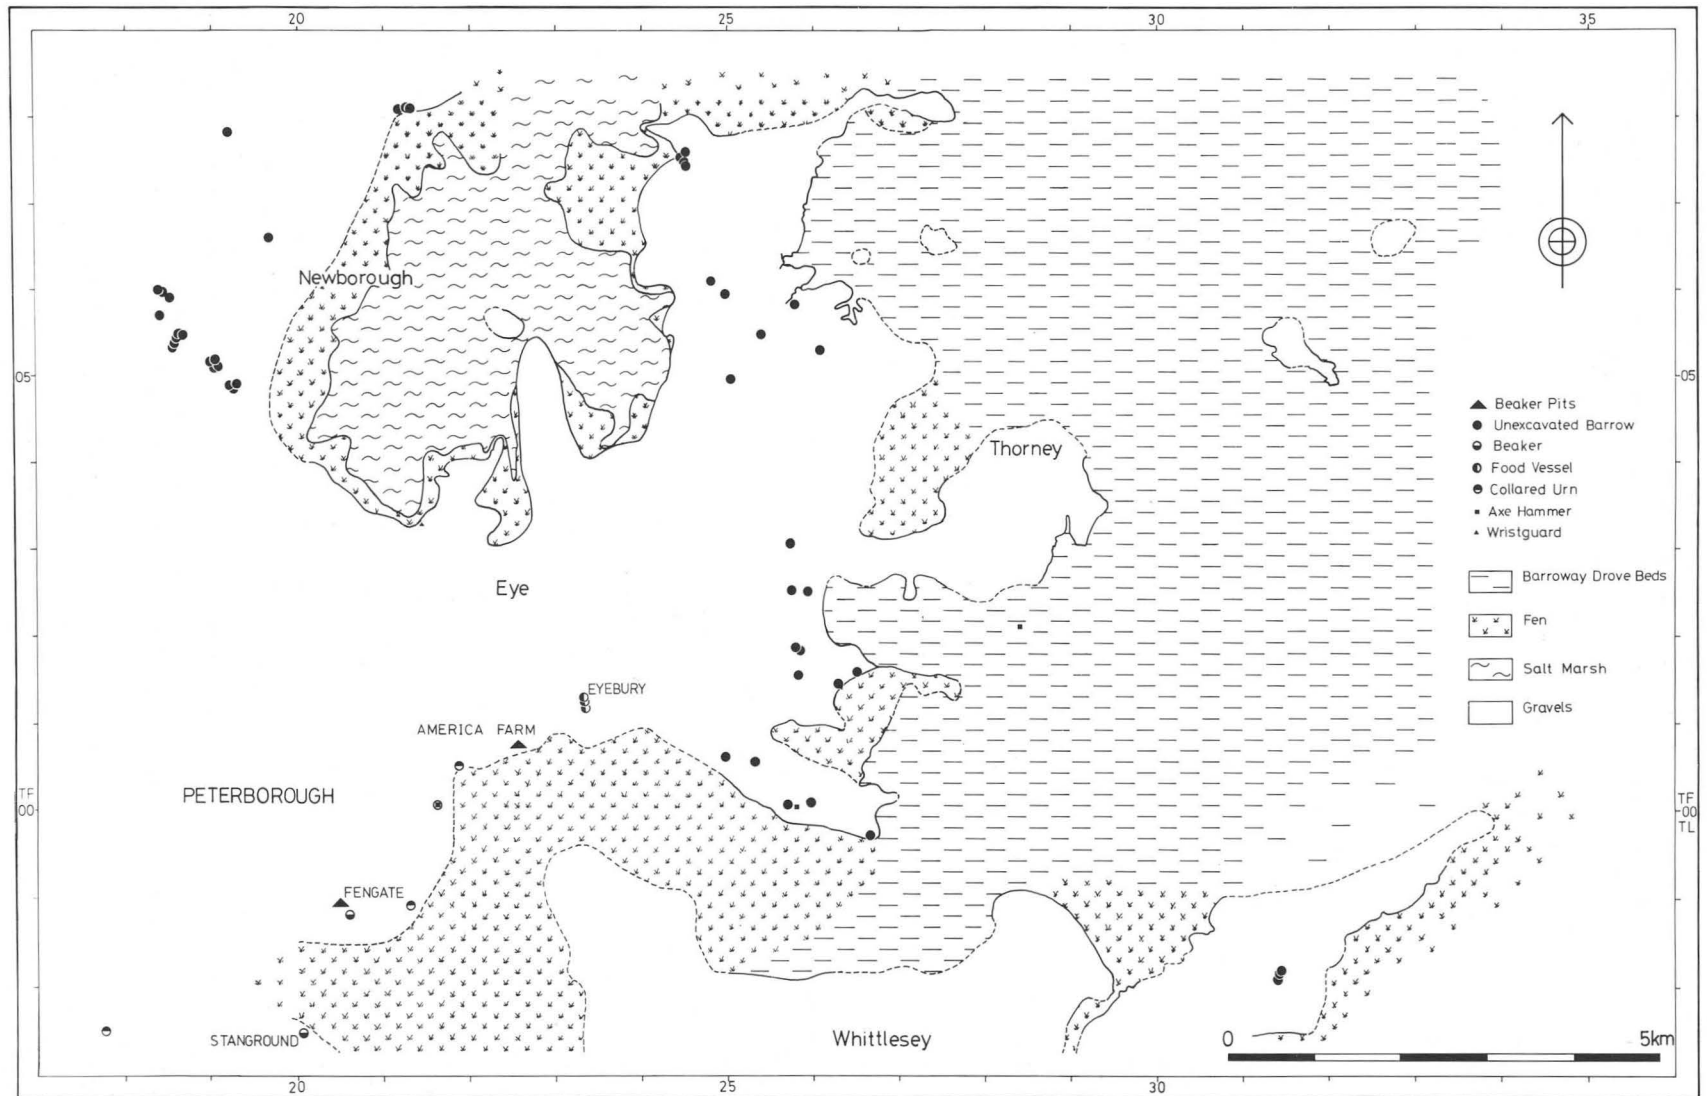 20 25 30 35
Newborough
05 05
Thorney
Beaker Pits
Unexcavated Barrow
Beaker
Food Vessel
Collared Urn
Axe Hammer
Wristguard
Barroway Drove Beds
Fen
Salt Marsh
Gravels
Eye
EYEBURY
AMERICA FARM
PETERBOROUGH
TF
00
TF
00
TL
FENGATE
STANGROUND
Whittlesey
0 5km
20 25 30